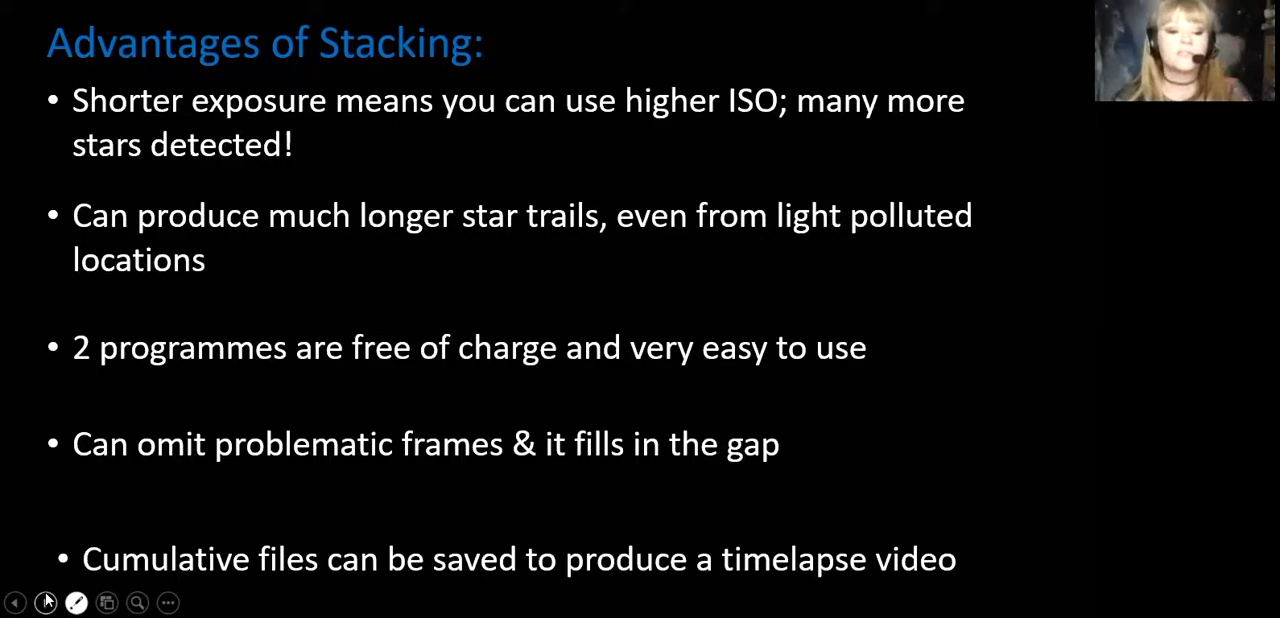 Advantages of Stacking:
• Shorter exposure means you can use higher ISO; many more
stars detected!
• Can produce much longer star trails, even from light polluted
locations
• 2 programmes are free of charge and very easy to use
• Can omit problematic frames & it fills in the gap
• Cumulative files can be saved to produce a timelapse video